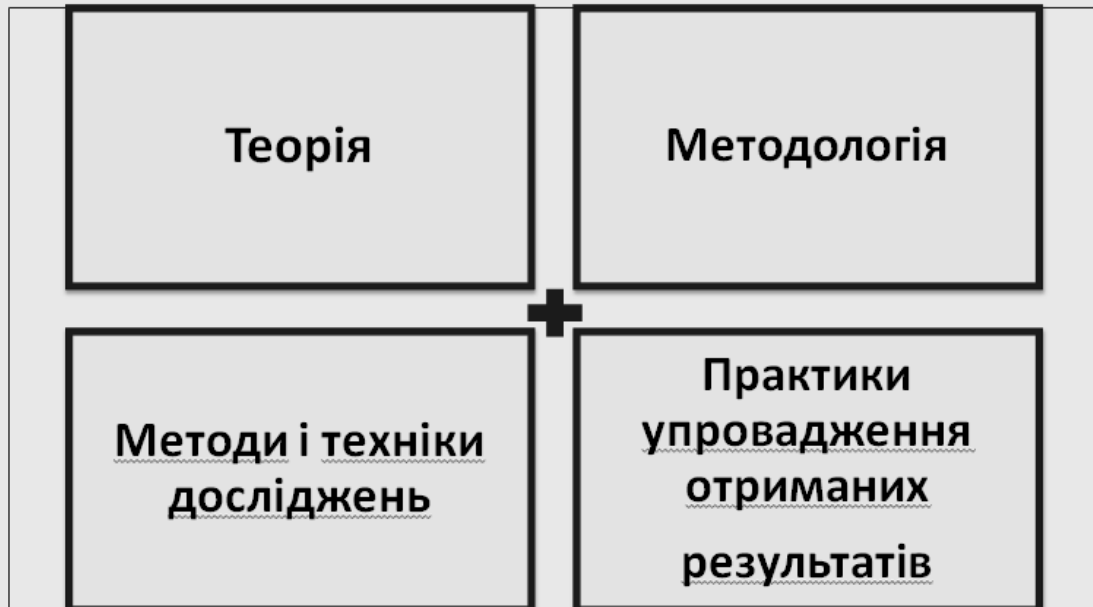 Теорія
Методологія
Методи і техніки
досліджень
Практики
упровадження
отриманих
результатів